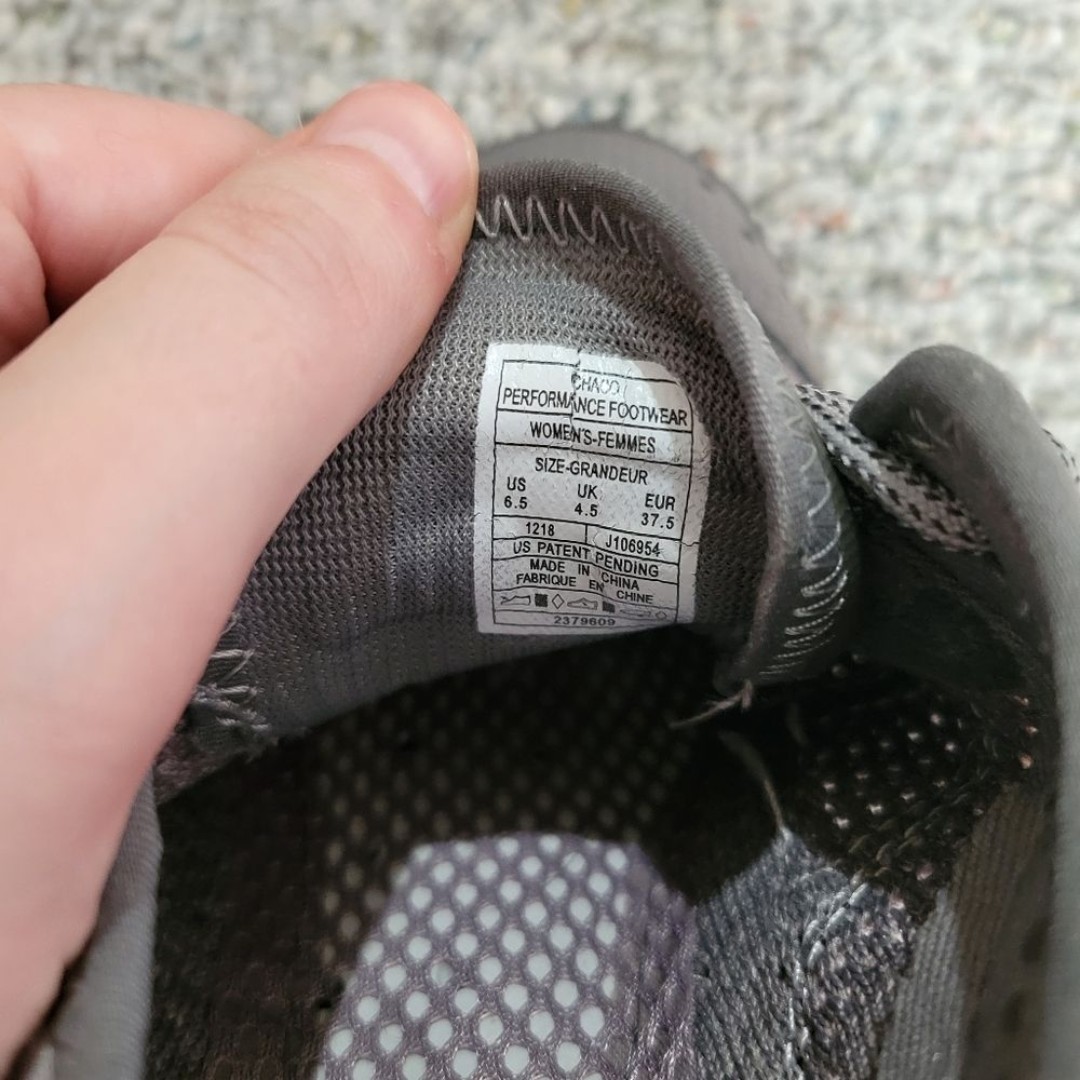 CHACO
PERFORMANCE FOOTWEAR
WOMEN'S-FEMMES
SIZE-GRANDEUR
US UK EUR
6.5 4.5 37.5
1218 J106954
US PATENT PENDING
MADE IN CHINA
FABRIQUE EN CHINE
2379609